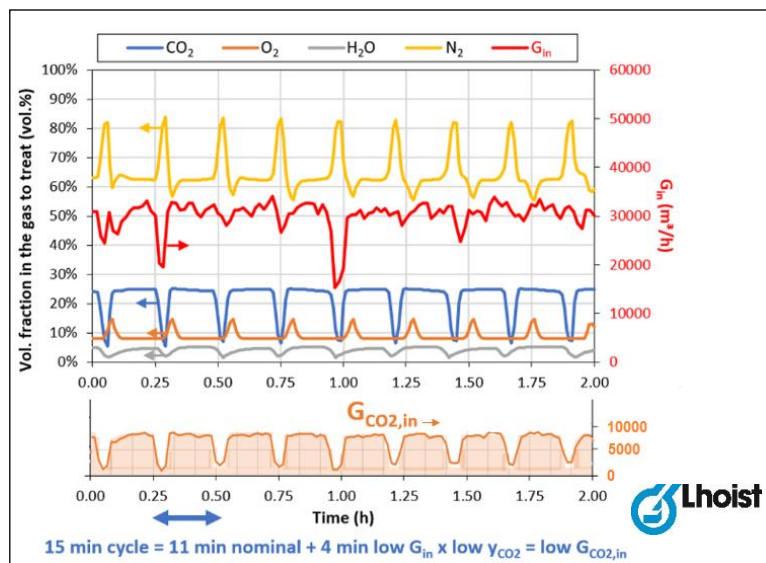 CO2 O2 H2O N2 Gin
100% 60000
90%
80% 50000
70% 40000
60%
50% 30000
40%
30% 20000
20% 10000
10%
0% 0
Vol. fraction in the gas to treat (vol.%)
Gin (m³/h)
0.00 0.25 0.50 0.75 1.00 1.25 1.50 1.75 2.00
GCO2,in
10000
5000
0
0.00 0.25 0.50 0.75 1.00 1.25 1.50 1.75 2.00
Time (h)
Lhoist
15 min cycle = 11 min nominal + 4 min low Gin x low yCO2 = low GCO2,in